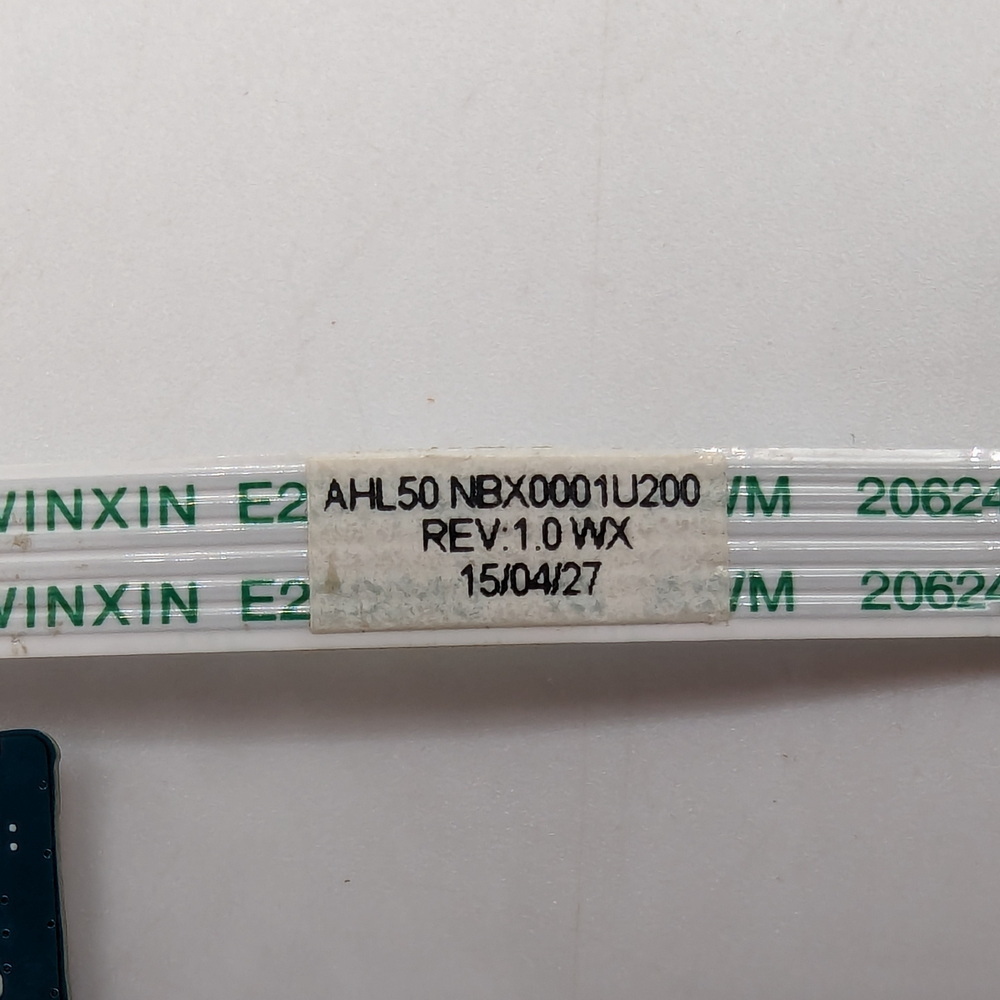 VINXIN E2 VM 20624
AHL50 NBX0001U200
REV:1.0 WX
15/04/27
VINXIN E2 VM 20624